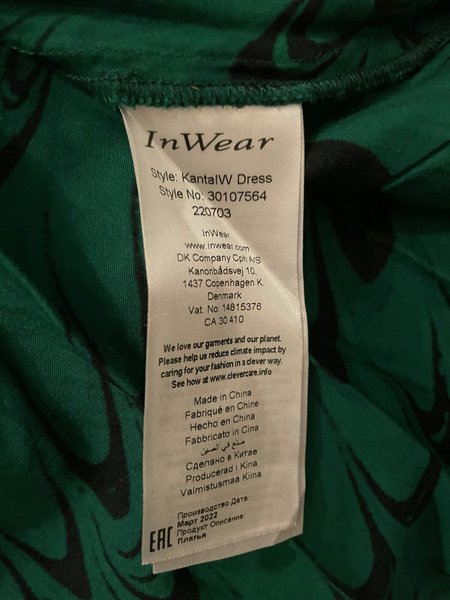 InWear
Style: KantaIW Dress
Style No: 30107564
220703
InWear
www.inwear.com
DK Company Cph A/S
Kanonbådsvej 10,
1437 Copenhagen K.
Denmark
Vat. No. 14815376
CA 30410
We love our garments and our planet.
Please help us reduce climate impact by
caring for your fashion in a clever way.
See how at www.clevercare.info
Made in China
Fabriqué en Chine
Hecho en China
Fabbricato in Cina
صنع في الصين
Сделано в Китае
Producerad i Kina
Valmistusmaa Kiina
Производство Дата
Март 2022
Продукт Описание:
Платья
EAC